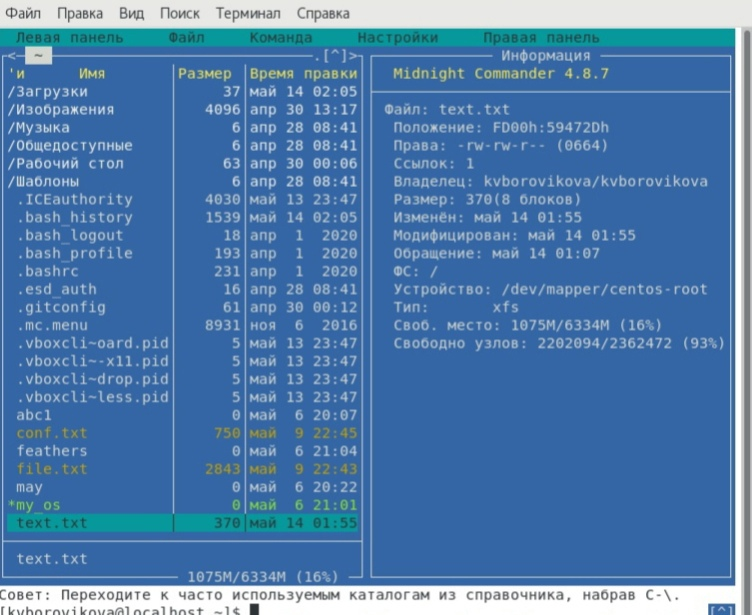 Файл Правка Вид Поиск Терминал Справка
Левая панель Файл Команда Настройки Правая панель
<─ ~ ─.[^]>
'и Имя Размер Время правки
/Загрузки 37 май 14 02:05
/Изображения 4096 апр 30 13:17
/Музыка 6 апр 28 08:41
/Общедоступные 6 апр 28 08:41
/Рабочий стол 63 апр 30 00:06
/Шаблоны 6 апр 28 08:41
.ICEauthority 4030 май 13 23:47
.bash_history 1539 май 14 02:05
.bash_logout 18 апр 1 2020
.bash_profile 193 апр 1 2020
.bashrc 231 апр 1 2020
.esd_auth 16 апр 28 08:41
.gitconfig 61 апр 30 00:12
.mc.menu 8931 ноя 6 2016
.vboxcli~oard.pid 5 май 13 23:47
.vboxcli~-x11.pid 5 май 13 23:47
.vboxcli~drop.pid 5 май 13 23:47
.vboxcli~less.pid 5 май 13 23:47
abc1 0 май 6 20:07
conf.txt 750 май 9 22:45
feathers 0 май 6 21:04
file.txt 2843 май 9 22:43
may 0 май 6 20:22
*my_os 0 май 6 21:01
text.txt 370 май 14 01:55
text.txt
1075M/6334M (16%)
Информация
Midnight Commander 4.8.7
Файл: text.txt
Положение: FD00h:59472Dh
Права: -rw-rw-r-- (0664)
Ссылок: 1
Владелец: kvborovikova/kvborovikova
Размер: 370(8 блоков)
Изменён: май 14 01:55
Модифицирован: май 14 01:55
Обращение: май 14 01:07
ФС: /
Устройство: /dev/mapper/centos-root
Тип: xfs
Своб. место: 1075M/6334M (16%)
Свободно узлов: 2202094/2362472 (93%)
Совет: Переходите к часто используемым каталогам из справочника, набрав C-\.
[kvborovikova@localhost ~]$ [^]